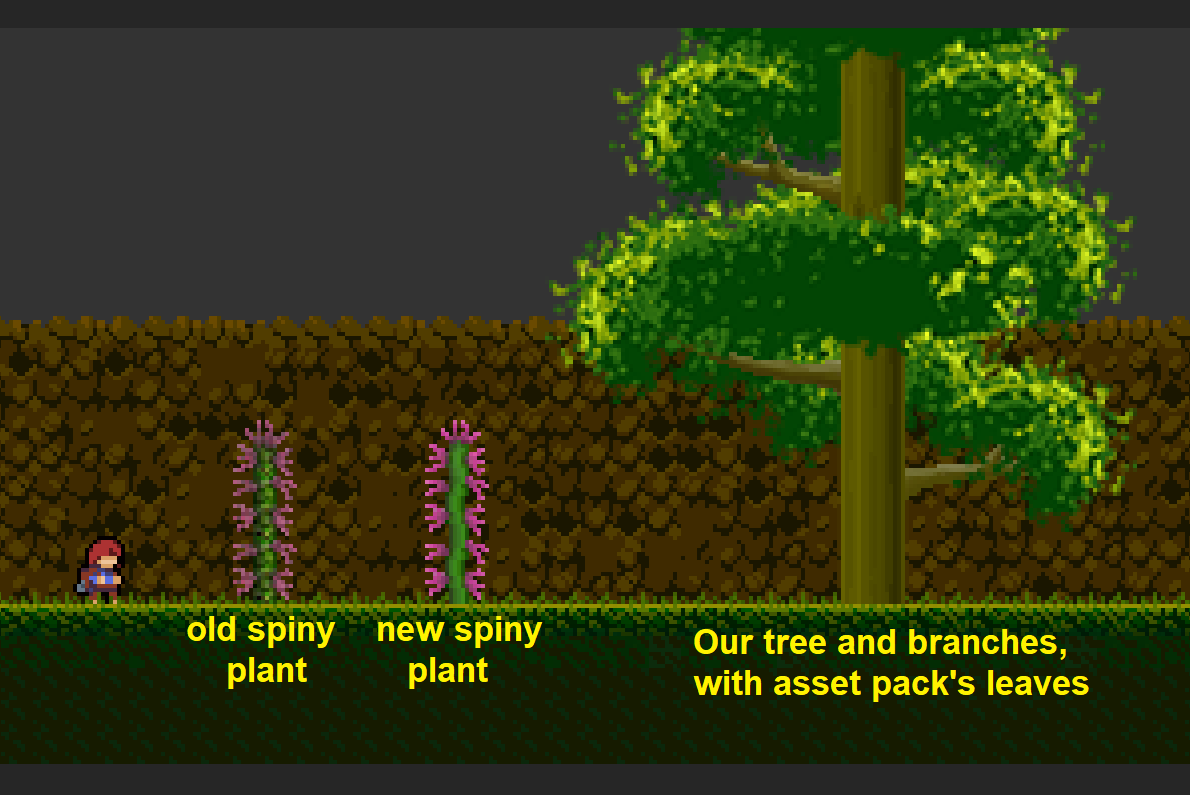 old spiny
plant
new spiny
plant
Our tree and branches,
with asset pack's leaves